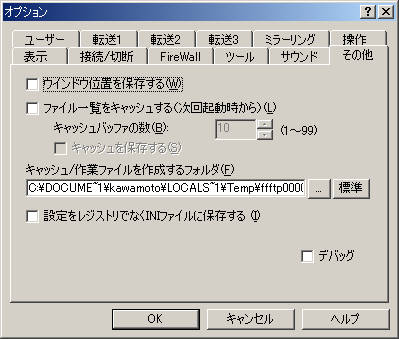 オプション
ユーザー 転送1 転送2 転送3 ミラーリング 操作
表示 接続/切断 FireWall ツール サウンド その他
ウインドウ位置を保存する(W)
ファイル一覧をキャッシュする(次回起動時から)(L)
キャッシュバッファの数(B): 10 (1～99)
キャッシュを保存する(S)
キャッシュ/作業ファイルを作成するフォルダ(F)
C:¥DOCUME~1¥kawamoto¥LOCALS~1¥Temp¥ffftp0000 ... 標準
設定をレジストリでなくINIファイルに保存する (I)
デバッグ
OK キャンセル ヘルプ